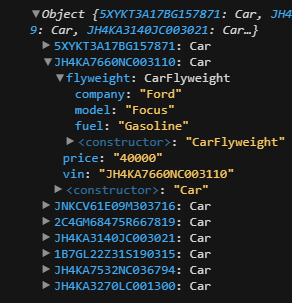 ▼Object {5XYKT3A17BG157871: Car, JH4
9: Car, JH4KA3140JC003021: Car…}
▶5XYKT3A17BG157871: Car
▼JH4KA7660NC003110: Car
▼flyweight: CarFlyweight
company: "Ford"
model: "Focus"
fuel: "Gasoline"
▶<constructor>: "CarFlyweight"
price: "40000"
vin: "JH4KA7660NC003110"
▶<constructor>: "Car"
▶JNKCV61E09M303716: Car
▶2C4GM68475R667819: Car
▶JH4KA3140JC003021: Car
▶1B7GL22Z31S190315: Car
▶JH4KA7532NC036794: Car
▶JH4KA3270LC001300: Car